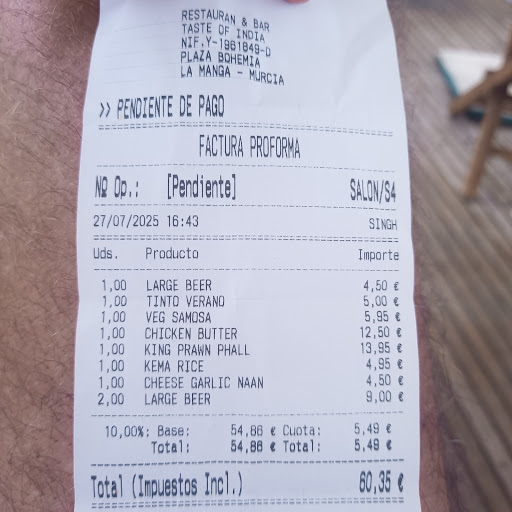 RESTAURAN & BAR
TASTE OF INDIA
NIF.Y-1961849-D
PLAZA BOHEMIA
LA MANGA - MURCIA
>> PENDIENTE DE PAGO
FACTURA PROFORMA
Nº Op.: [Pendiente] SALON/S4
27/07/2025 16:43 SINGH
Uds. Producto Importe
1,00 LARGE BEER 4,50 €
1,00 TINTO VERANO 5,00 €
1,00 VEG SAMOSA 5,95 €
1,00 CHICKEN BUTTER 12,50 €
1,00 KING PRAWN PHALL 13,95 €
1,00 KEMA RICE 4,95 €
1,00 CHEESE GARLIC NAAN 4,50 €
2,00 LARGE BEER 9,00 €
10,00%: Base: 54,86 € Cuota: 5,49 €
Total: 54,86 € Total: 5,49 €
Total (Impuestos Incl.) 60,35 €